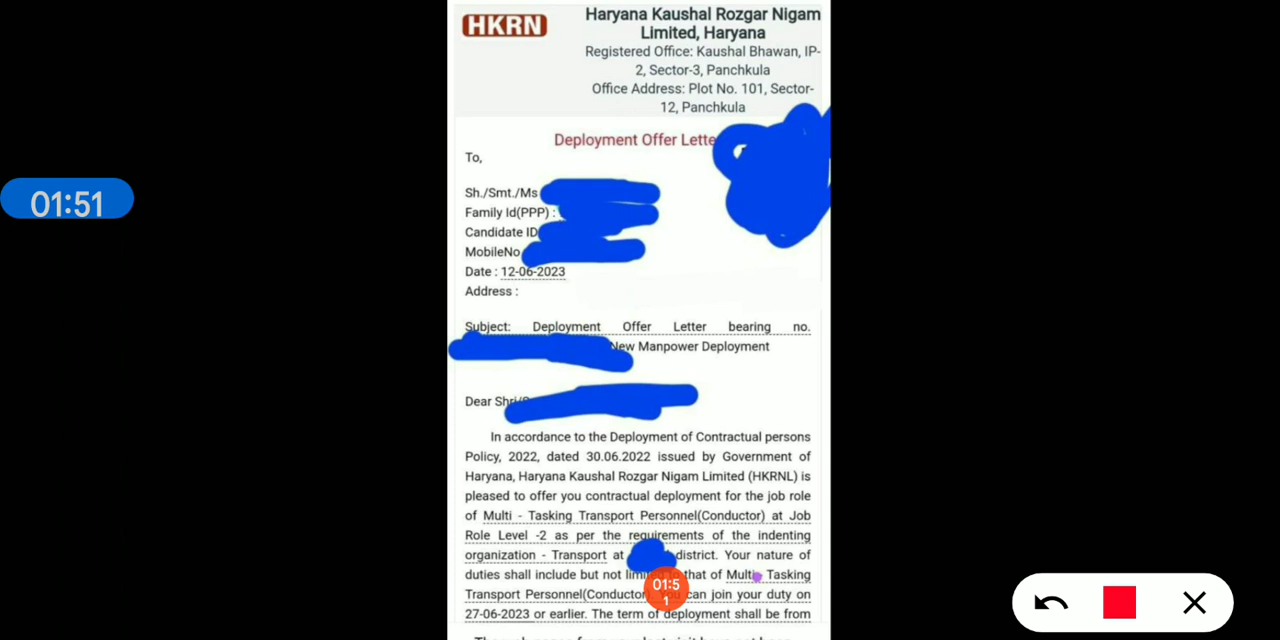 HKRN
Haryana Kaushal Rozgar Nigam
Limited, Haryana
Registered Office: Kaushal Bhawan, IP-
2, Sector-3, Panchkula
Office Address: Plot No. 101, Sector-
12, Panchkula
Deployment Offer Lette
To,
01:51
Sh./Smt./Ms
Family Id(PPP) :
Candidate ID
MobileNo
Date : 12-06-2023
Address :
Subject: Deployment Offer Letter bearing no.
New Manpower Deployment
Dear Shri/
In accordance to the Deployment of Contractual persons
Policy, 2022, dated 30.06.2022 issued by Government of
Haryana, Haryana Kaushal Rozgar Nigam Limited (HKRNL) is
pleased to offer you contractual deployment for the job role
of Multi - Tasking Transport Personnel(Conductor) at Job
Role Level -2 as per the requirements of the indenting
organization - Transport at district. Your nature of
duties shall include but not limited to that of Multi - Tasking
Transport Personnel(Conductor). You can join your duty on
27-06-2023 or earlier. The term of deployment shall be from
01:5
1